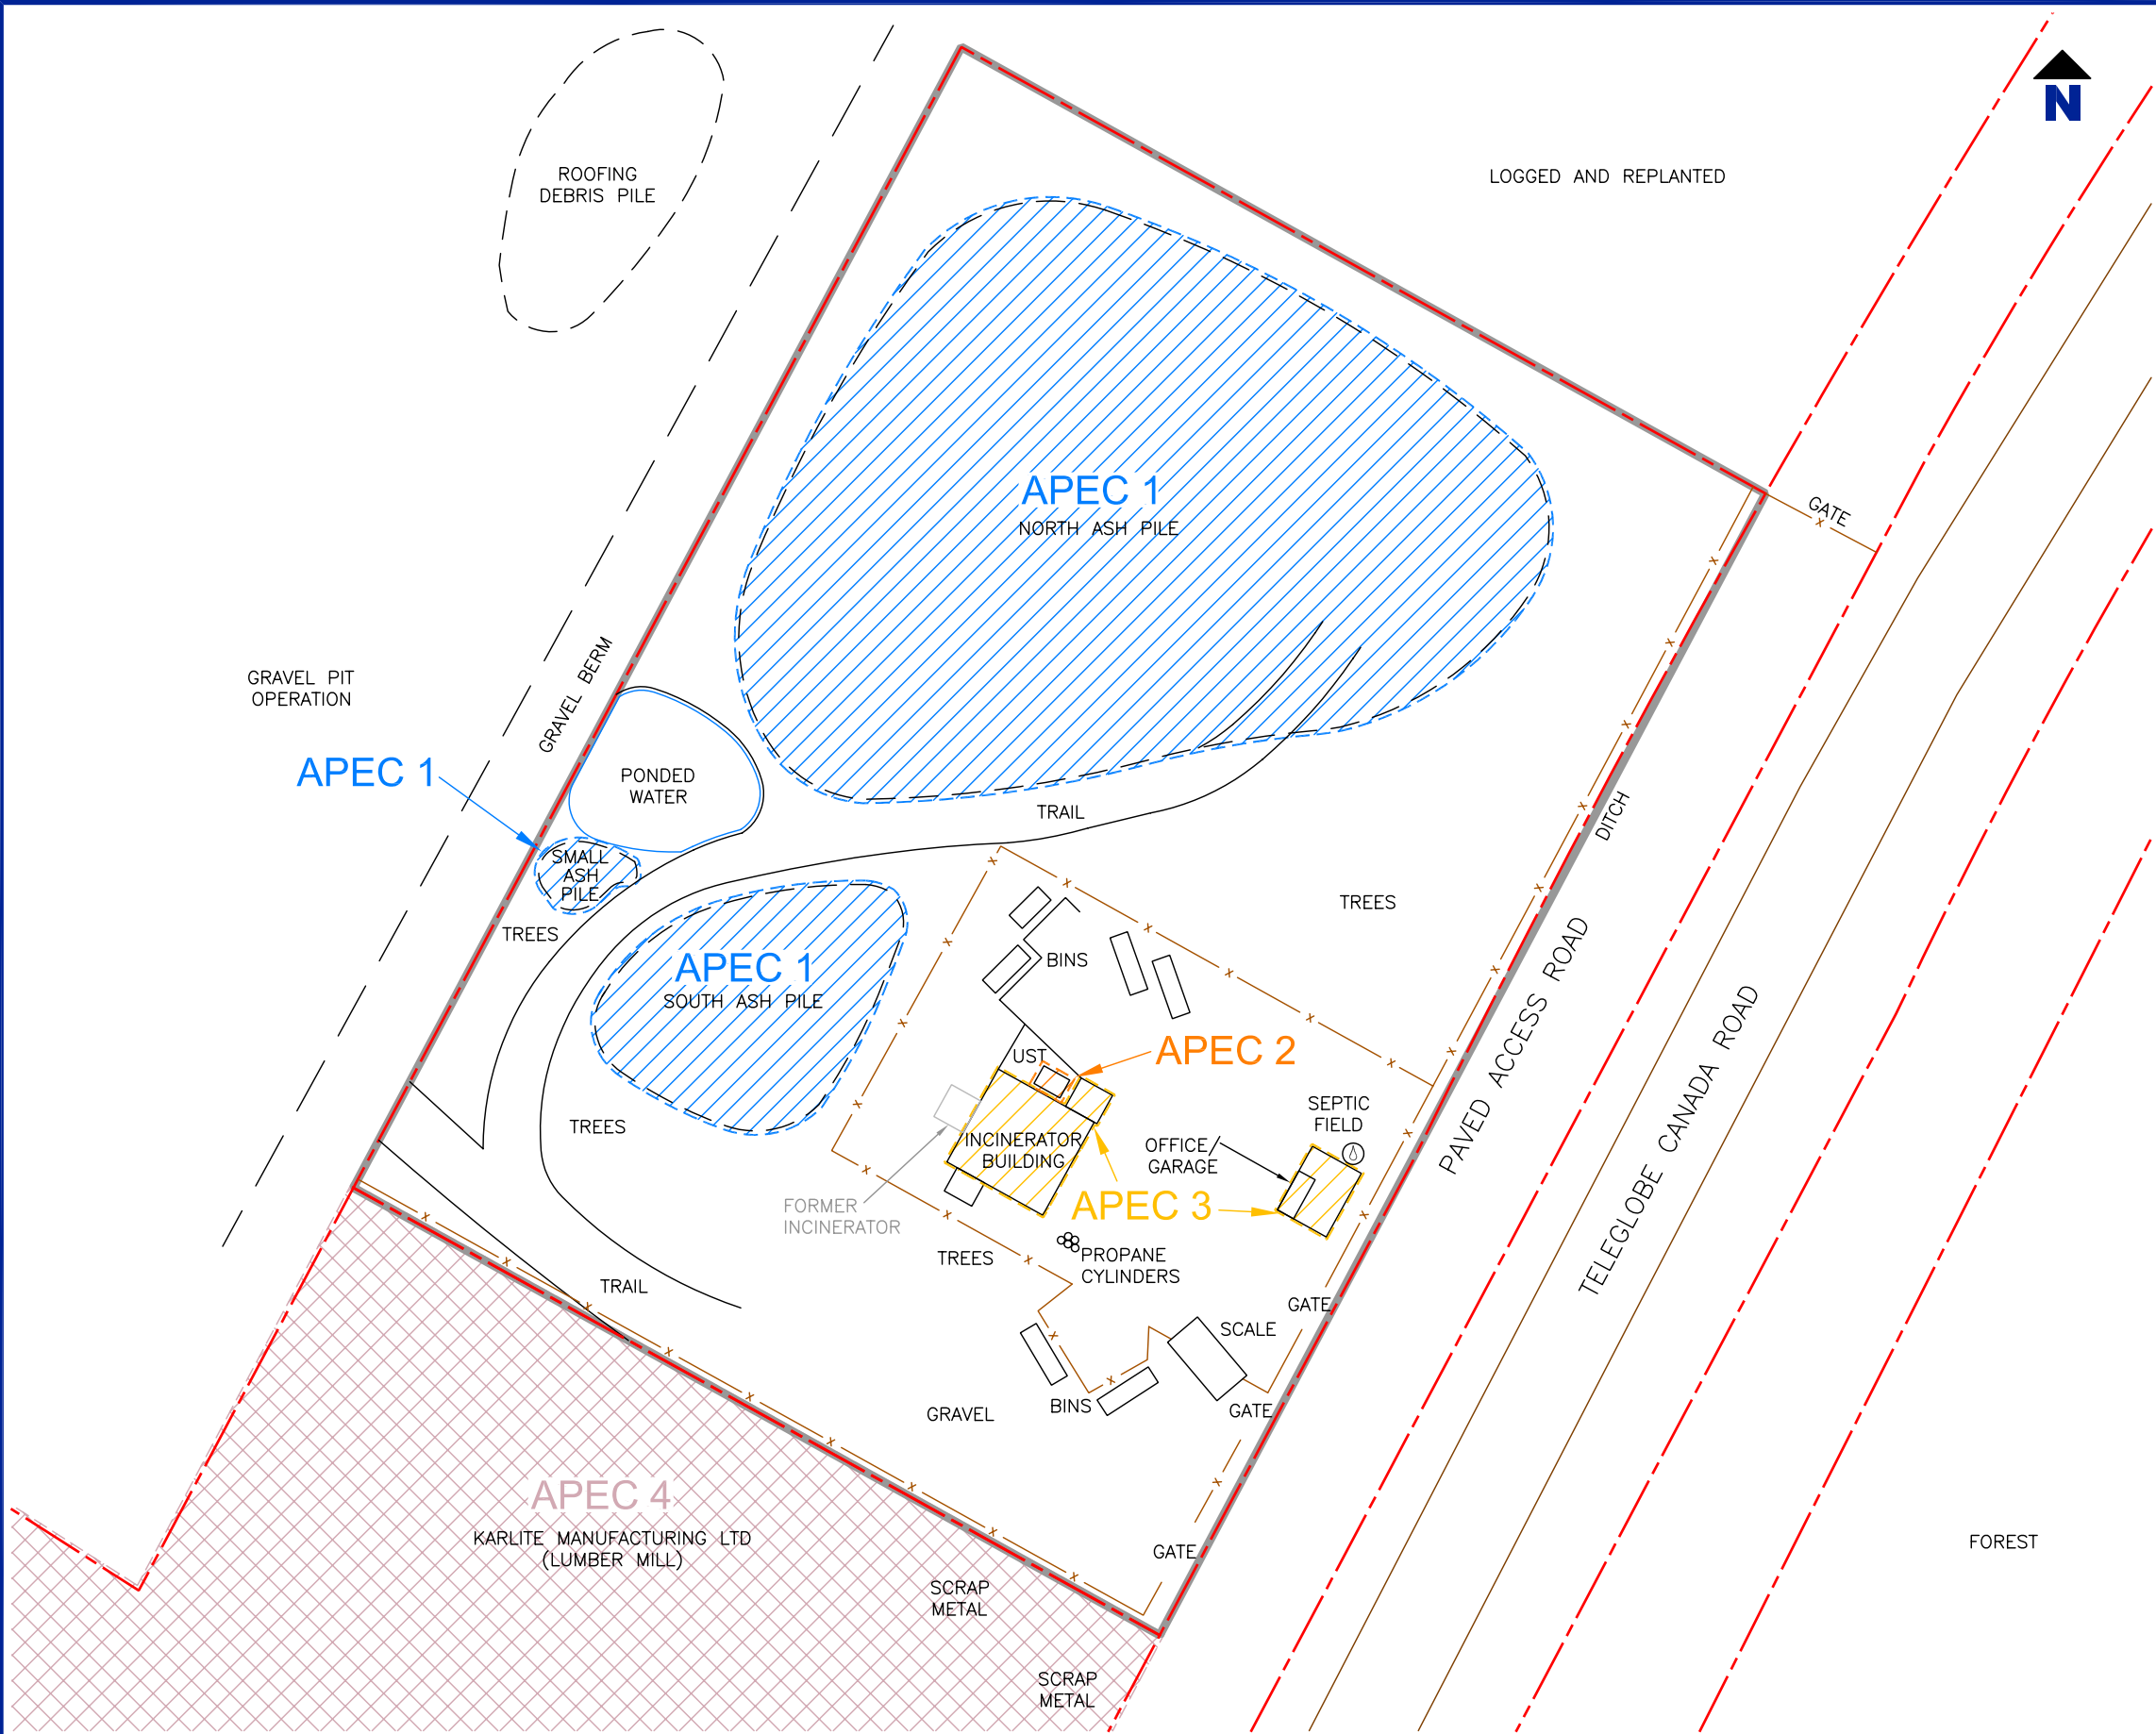 N
ROOFING
DEBRIS PILE
LOGGED AND REPLANTED
APEC 1
NORTH ASH PILE
GATE
GRAVEL BERM
GRAVEL PIT
OPERATION
APEC 1
PONDED
WATER
TRAIL
DITCH
SMALL
ASH
PILE
TREES
TREES
APEC 1
SOUTH ASH PILE
BINS
PAVED ACCESS ROAD
TELEGLOBE CANADA ROAD
UST
APEC 2
TREES
SEPTIC
FIELD
INCINERATOR
BUILDING
OFFICE/
GARAGE
APEC 3
FORMER
INCINERATOR
TREES
PROPANE
CYLINDERS
TRAIL
GATE
SCALE
GRAVEL
BINS
GATE
APEC 4
KARLITE MANUFACTURING LTD
(LUMBER MILL)
GATE
FOREST
SCRAP
METAL
SCRAP
METAL